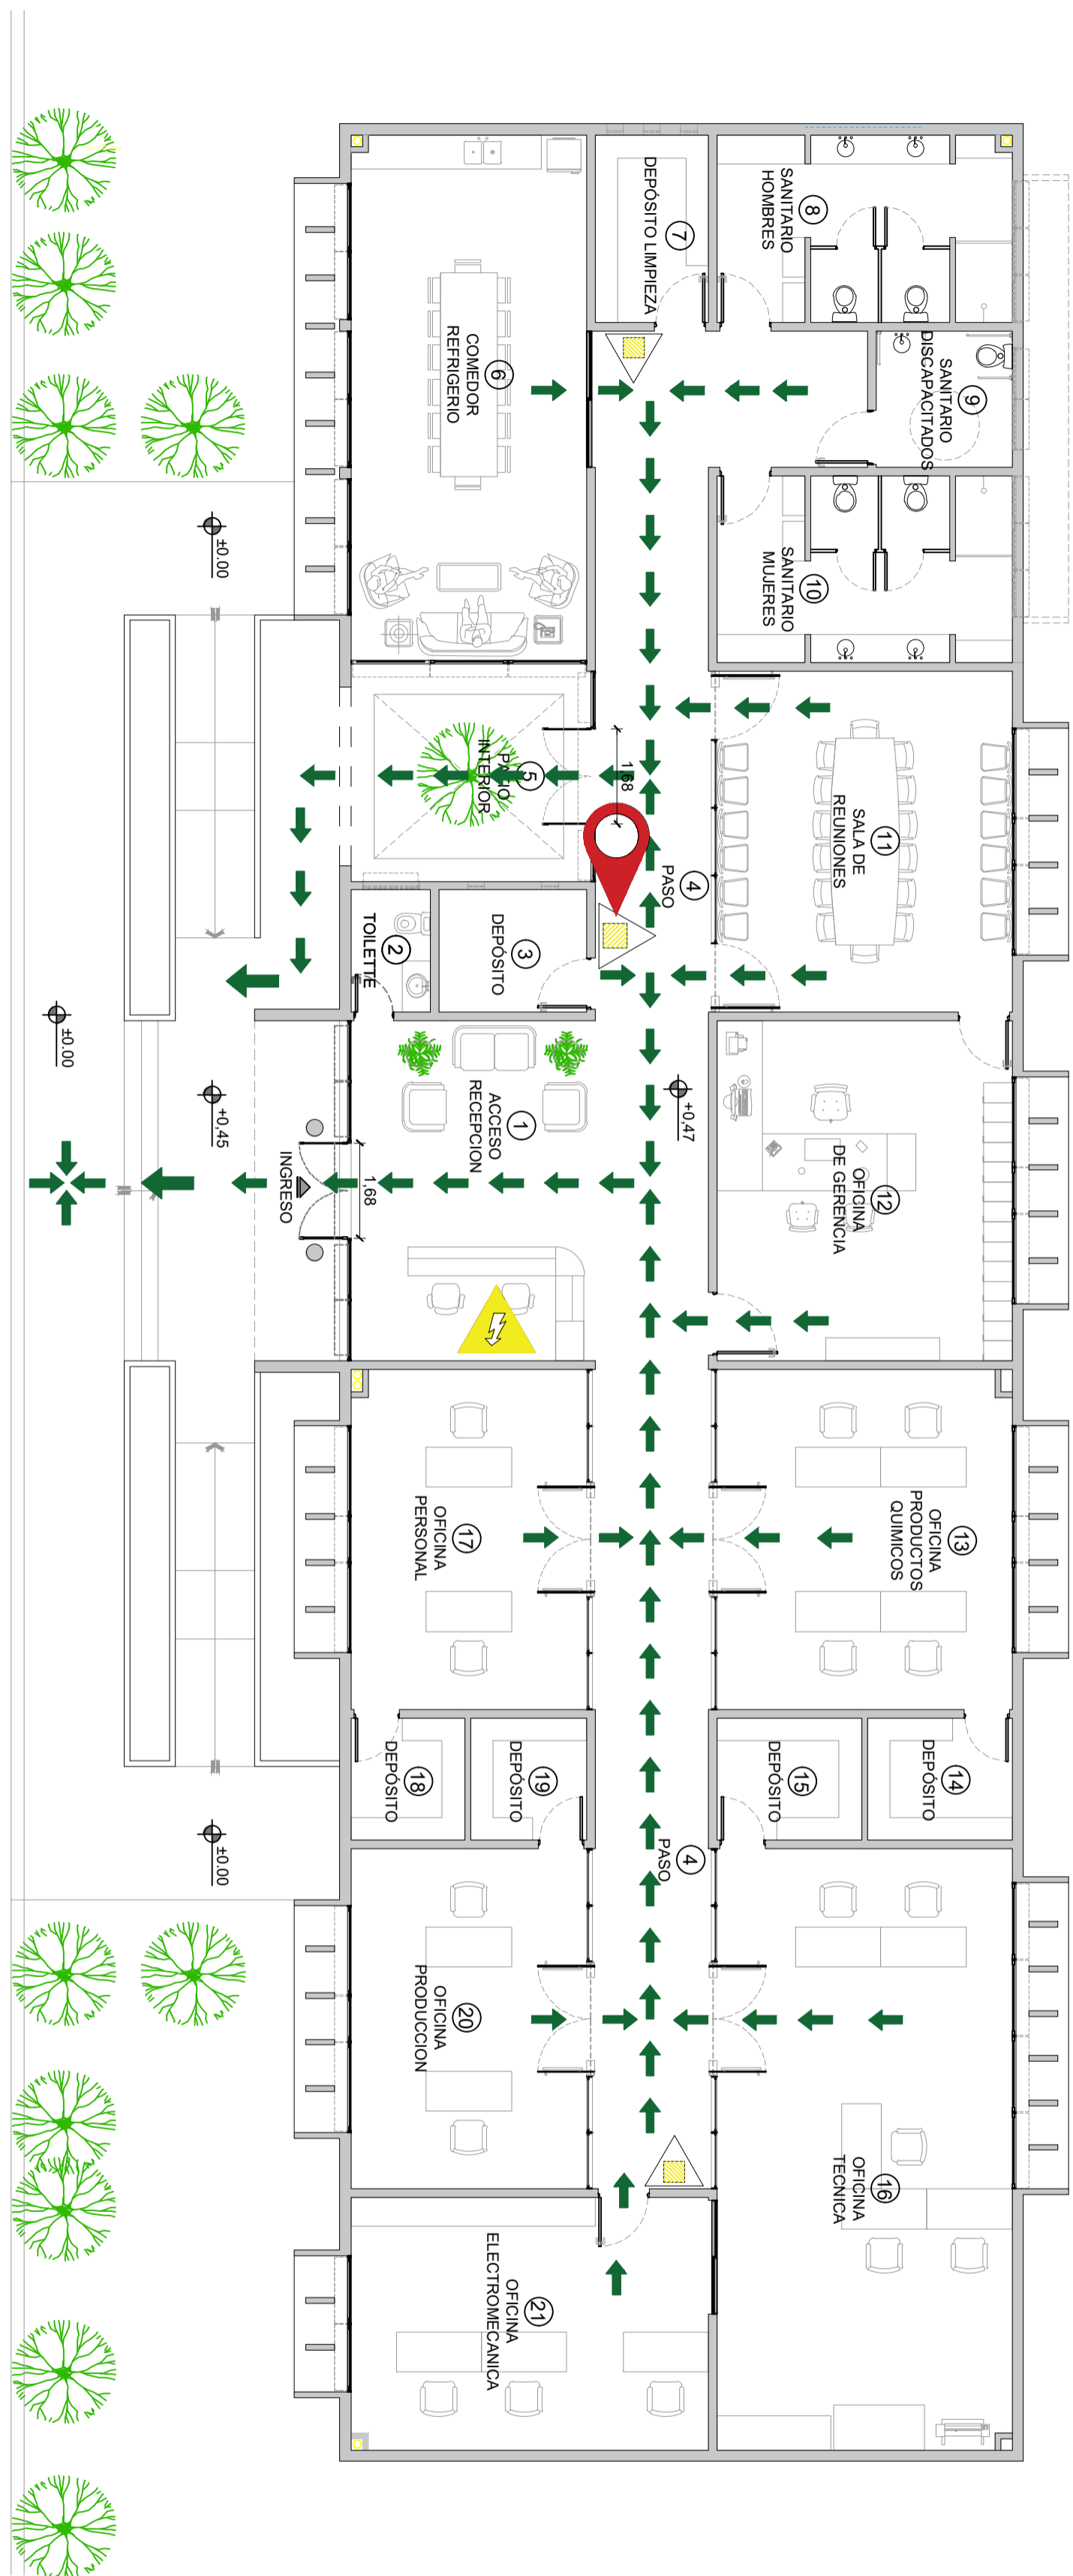 7
DEPÓSITO LIMPIEZA
8
SANITARIO
HOMBRES
9
SANITARIO
DISCAPACITADOS
6
COMEDOR
REFRIGERIO
10
SANITARIO
MUJERES
±0.00
5
PATIO
INTERIOR
1,68
4
PASO
11
SALA DE
REUNIONES
2
TOILETTE
3
DEPÓSITO
±0.00
+0,45
+0,47
1
ACCESO
RECEPCION
INGRESO
1,68
12
OFICINA
DE GERENCIA
17
OFICINA
PERSONAL
13
OFICINA
PRODUCTOS
QUIMICOS
18
DEPÓSITO
19
DEPÓSITO
15
DEPÓSITO
14
DEPÓSITO
±0.00
4
PASO
20
OFICINA
PRODUCCION
16
OFICINA
TECNICA
21
OFICINA
ELECTROMECANICA